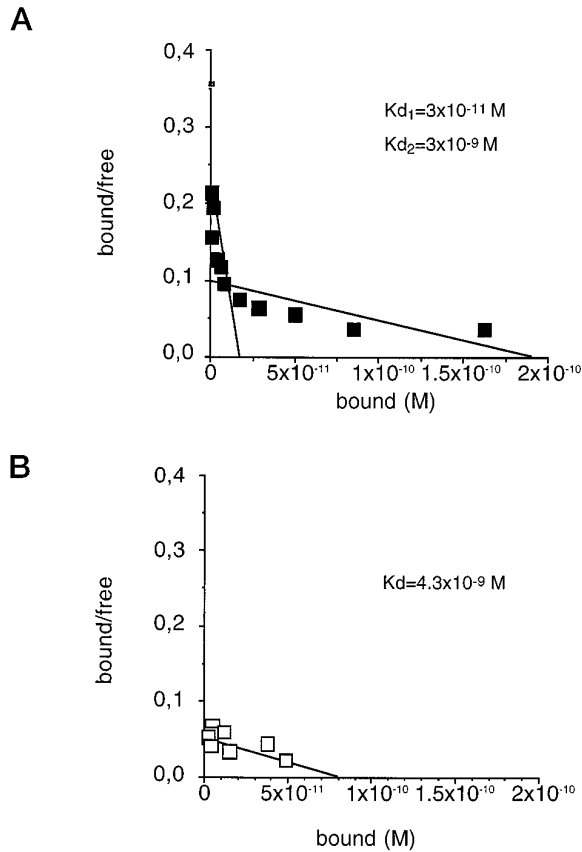 A
0,4
0,3
0,2
0,1
0,0
bound/free
Kd₁=3x10⁻¹¹ M
Kd₂=3x10⁻⁹ M
0 5x10⁻¹¹ 1x10⁻¹⁰ 1.5x10⁻¹⁰ 2x10⁻¹⁰
bound (M)
B
0,4
0,3
0,2
0,1
0,0
bound/free
Kd=4.3x10⁻⁹ M
0 5x10⁻¹¹ 1x10⁻¹⁰ 1.5x10⁻¹⁰ 2x10⁻¹⁰
bound (M)